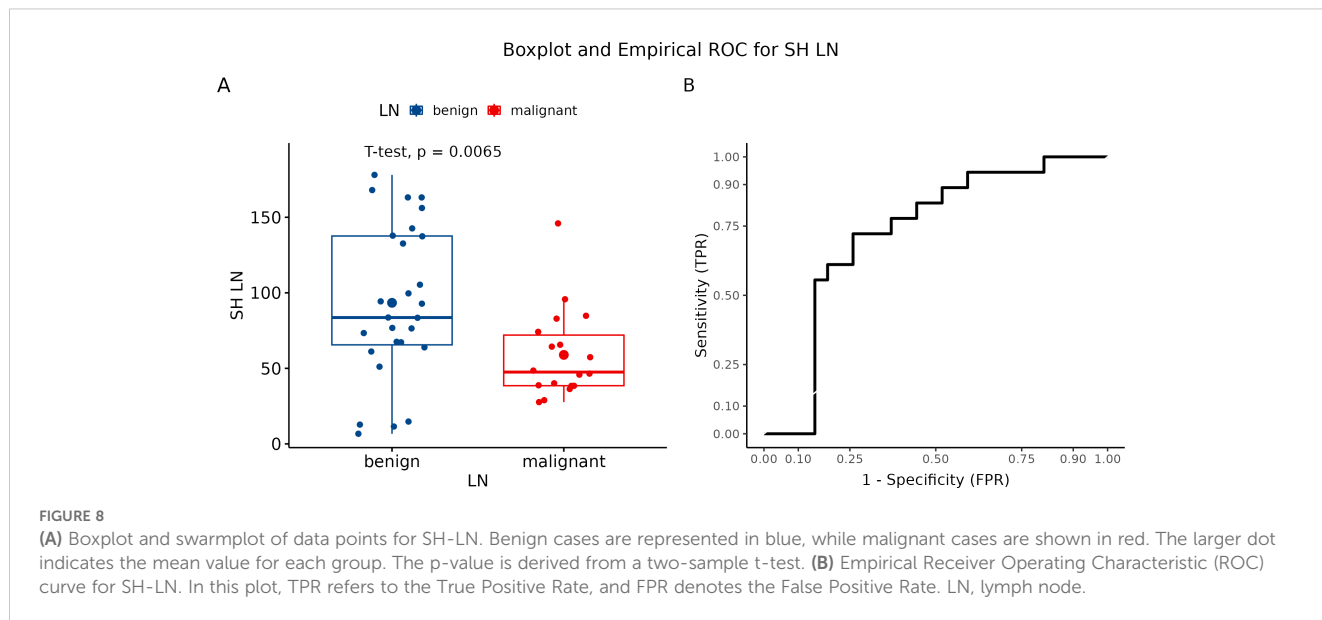 Boxplot and Empirical ROC for SH LN
A
LN benign malignant
T-test, p = 0.0065
SH LN
150
100
50
0
benign malignant
LN
B
Sensitivity (TPR)
1.00
0.90
0.75
0.50
0.25
0.10
0.00
0.00 0.10 0.25 0.50 0.75 0.90 1.00
1 - Specificity (FPR)
FIGURE 8
(A) Boxplot and swarmplot of data points for SH-LN. Benign cases are represented in blue, while malignant cases are shown in red. The larger dot
indicates the mean value for each group. The p-value is derived from a two-sample t-test. (B) Empirical Receiver Operating Characteristic (ROC)
curve for SH-LN. In this plot, TPR refers to the True Positive Rate, and FPR denotes the False Positive Rate. LN, lymph node.